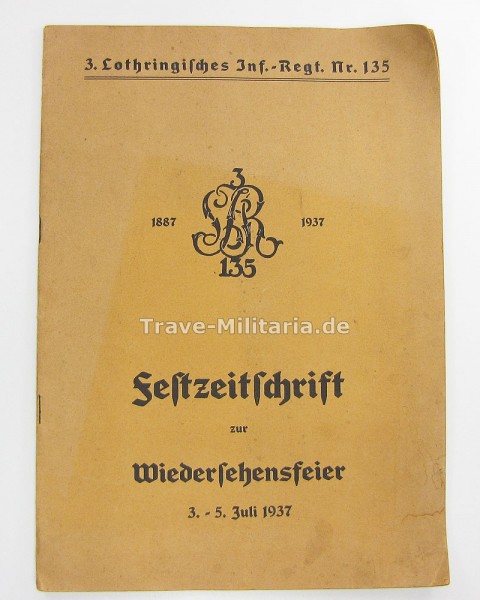 3. Lothringisches Inf.-Regt. Nr. 135
3
1887 1937
135
Trave-Militaria.de
Festzeitschrift
zur
Wiedersehensfeier
3. - 5. Juli 1937